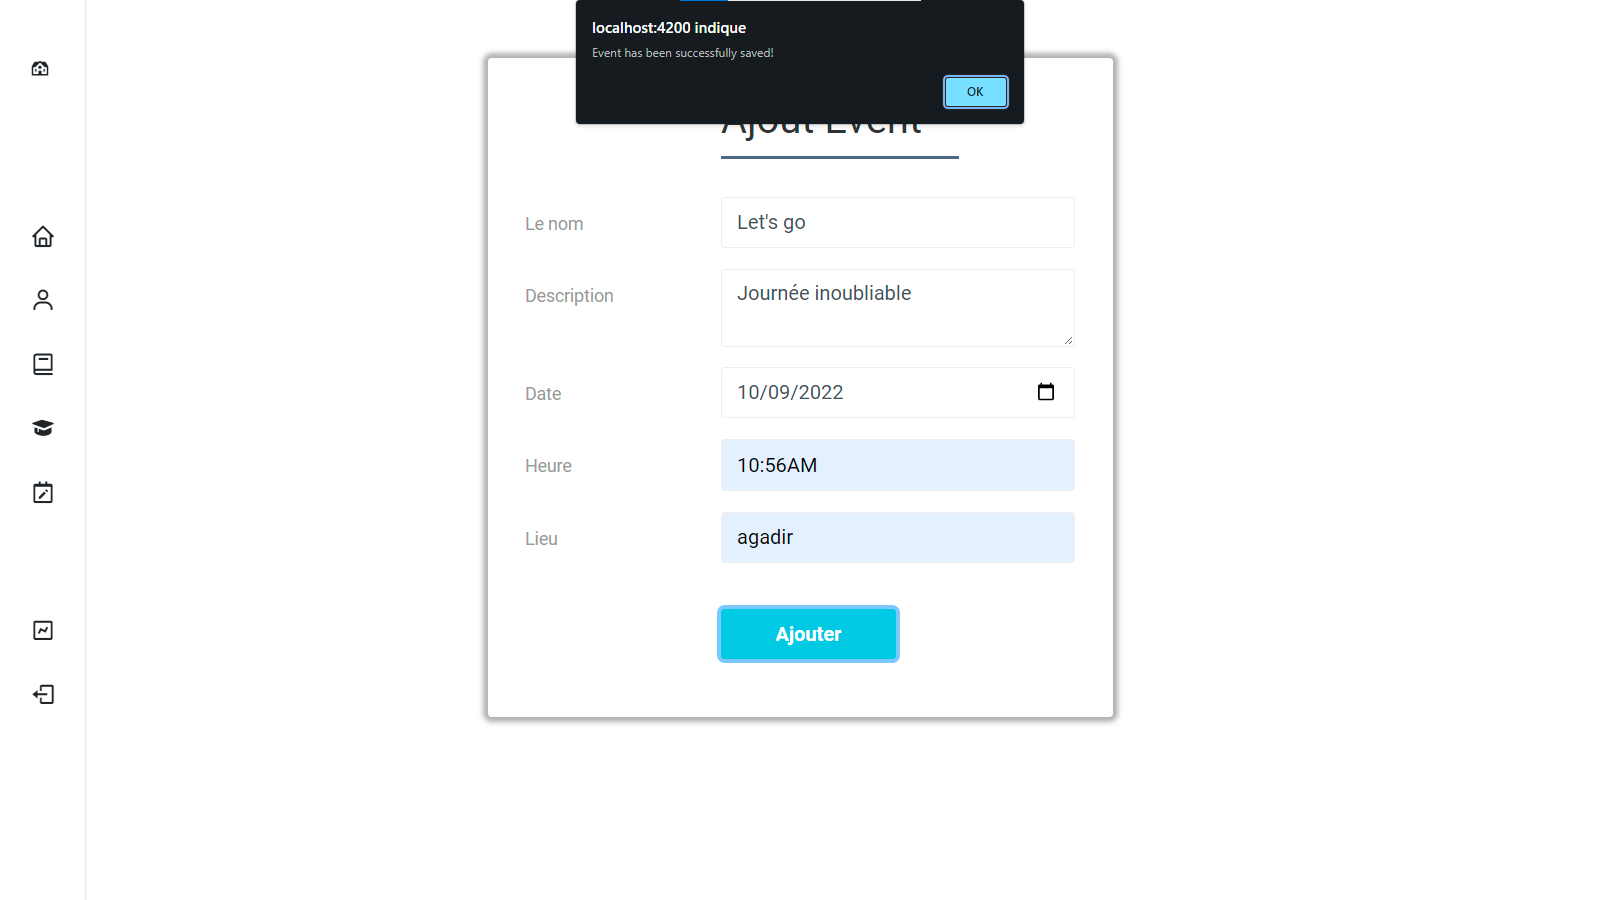 localhost:4200 indique
Event has been successfully saved!
OK
Ajout Event
Le nom
Let's go
Description
Journée inoubliable
Date
10/09/2022
Heure
10:56AM
Lieu
agadir
Ajouter